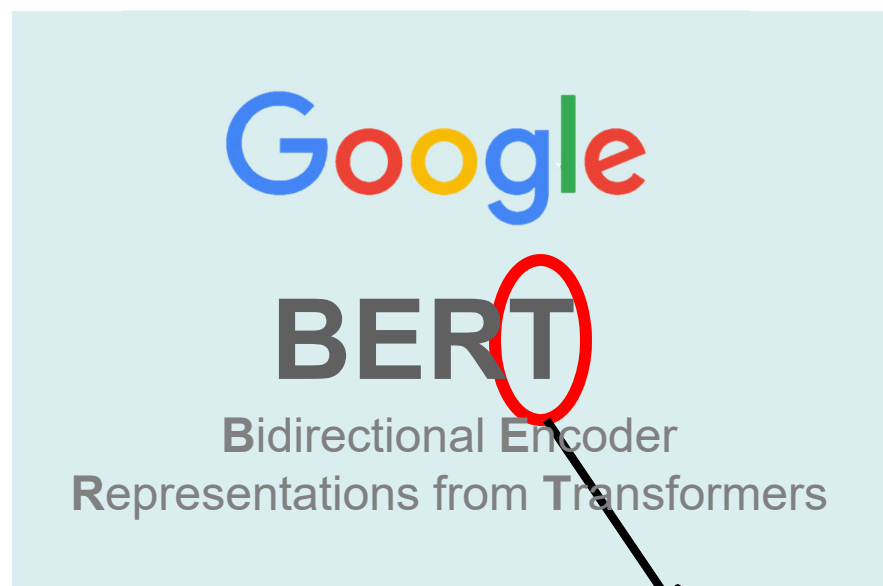 Google
BERT
Bidirectional Encoder
Representations from Transformers